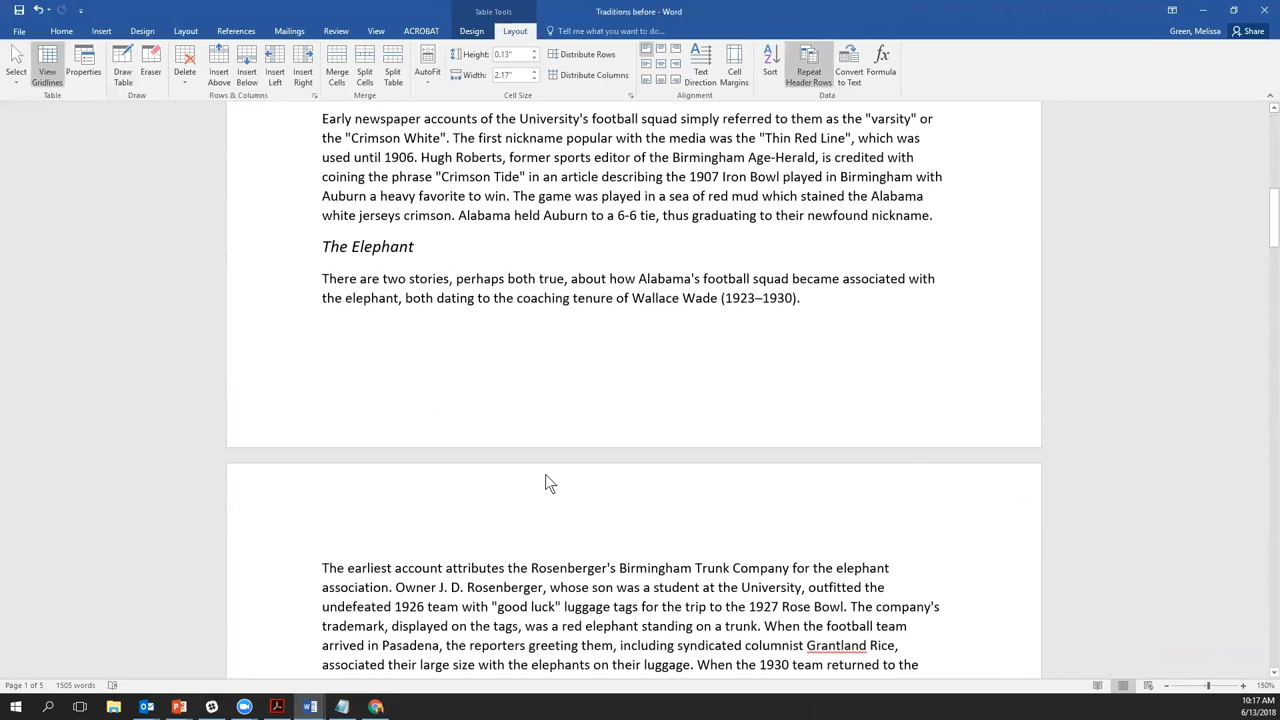 Table Tools
Traditions before - Word
File Home Insert Design Layout References Mailings Review View ACROBAT Design Layout Tell me what you want to do... Green, Melissa Share
Select View Gridlines Properties Draw Table Eraser Delete Insert Above Insert Below Insert Left Insert Right Merge Cells Split Cells Split Table AutoFit Height: 0.13" Width: 2.17" Distribute Rows Distribute Columns Text Direction Cell Margins Sort Repeat Header Rows Convert to Text Formula
Table Draw Rows & Columns Merge Cell Size Alignment Data
Early newspaper accounts of the University's football squad simply referred to them as the "varsity" or
the "Crimson White". The first nickname popular with the media was the "Thin Red Line", which was
used until 1906. Hugh Roberts, former sports editor of the Birmingham Age-Herald, is credited with
coining the phrase "Crimson Tide" in an article describing the 1907 Iron Bowl played in Birmingham with
Auburn a heavy favorite to win. The game was played in a sea of red mud which stained the Alabama
white jerseys crimson. Alabama held Auburn to a 6-6 tie, thus graduating to their newfound nickname.
The Elephant
There are two stories, perhaps both true, about how Alabama's football squad became associated with
the elephant, both dating to the coaching tenure of Wallace Wade (1923–1930).
The earliest account attributes the Rosenberger's Birmingham Trunk Company for the elephant
association. Owner J. D. Rosenberger, whose son was a student at the University, outfitted the
undefeated 1926 team with "good luck" luggage tags for the trip to the 1927 Rose Bowl. The company's
trademark, displayed on the tags, was a red elephant standing on a trunk. When the football team
arrived in Pasadena, the reporters greeting them, including syndicated columnist Grantland Rice,
associated their large size with the elephants on their luggage. When the 1930 team returned to the
Page 1 of 5 1505 words 150%
10:17 AM
6/13/2018